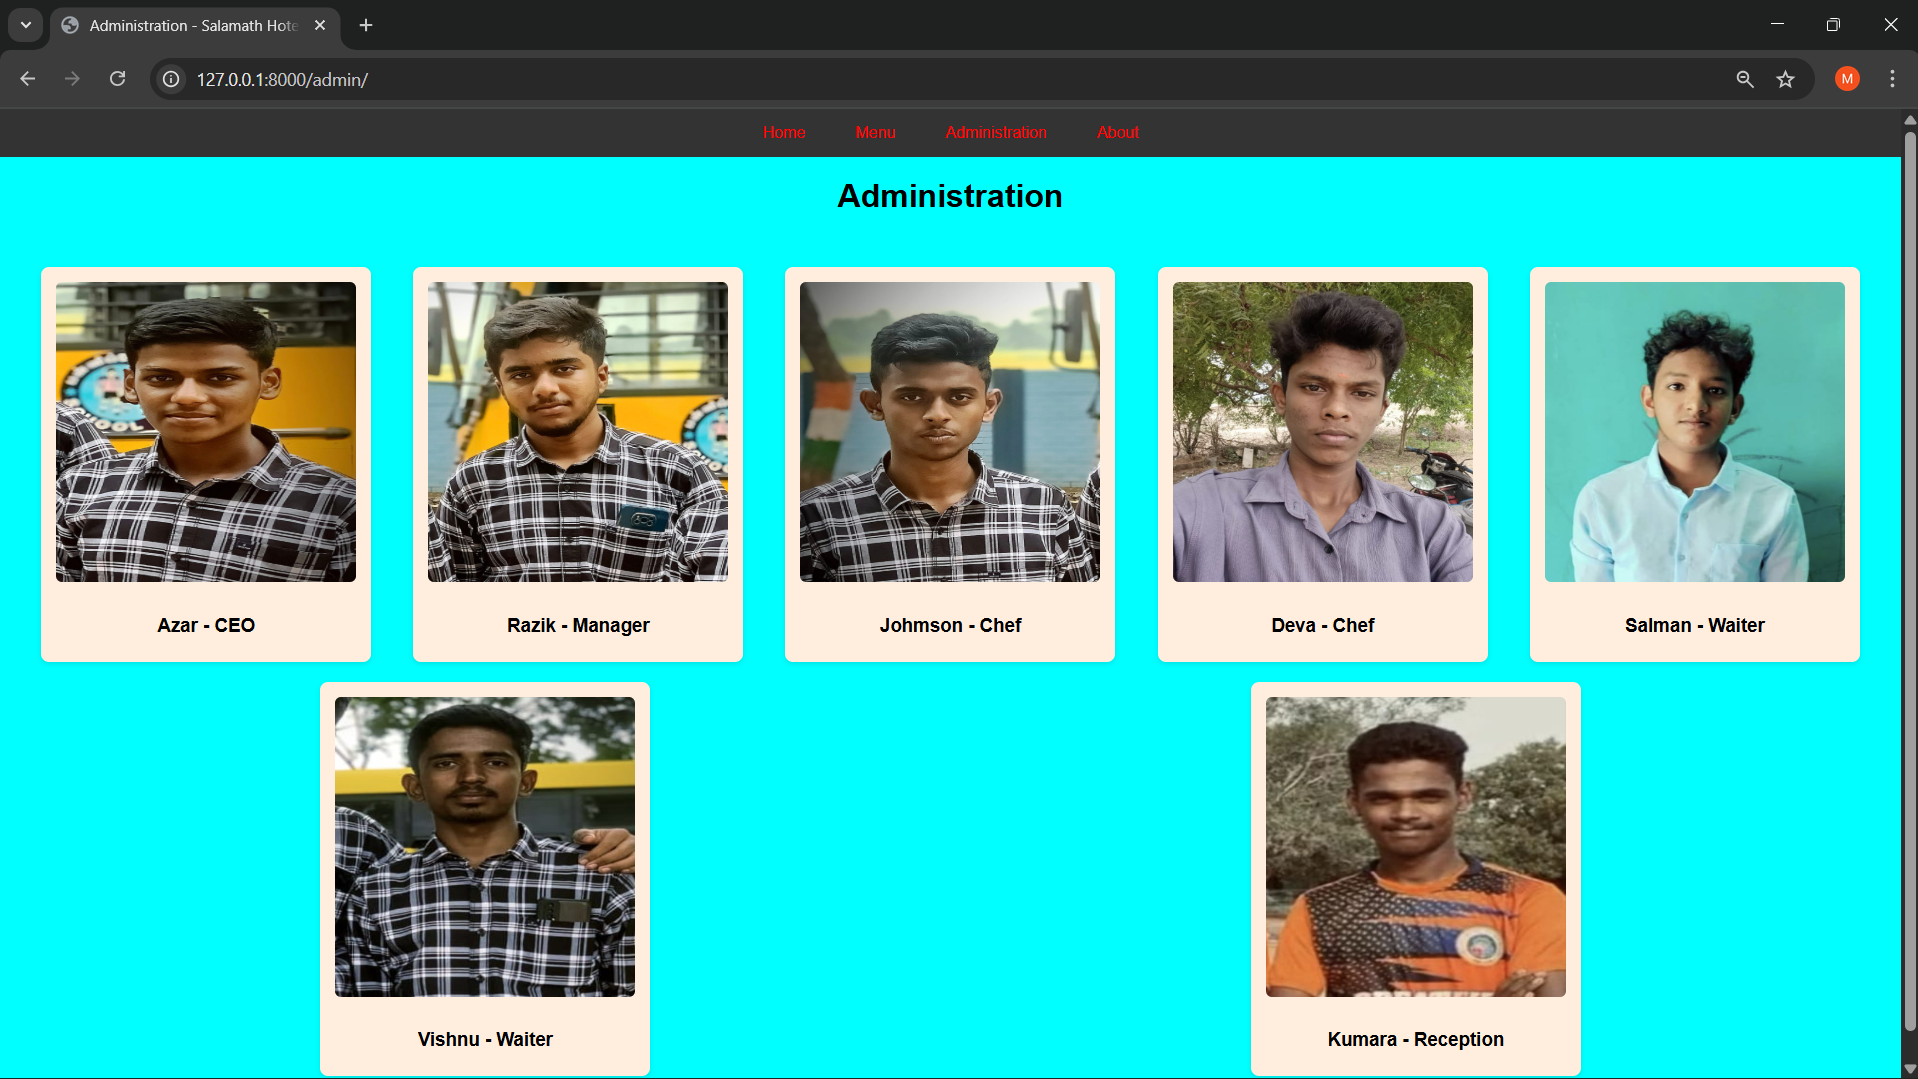 Administration - Salamath Hote
127.0.0.1:8000/admin/
M
Home Menu Administration About
Administration
Azar - CEO
Razik - Manager
Johmson - Chef
Deva - Chef
Salman - Waiter
Vishnu - Waiter
Kumara - Reception